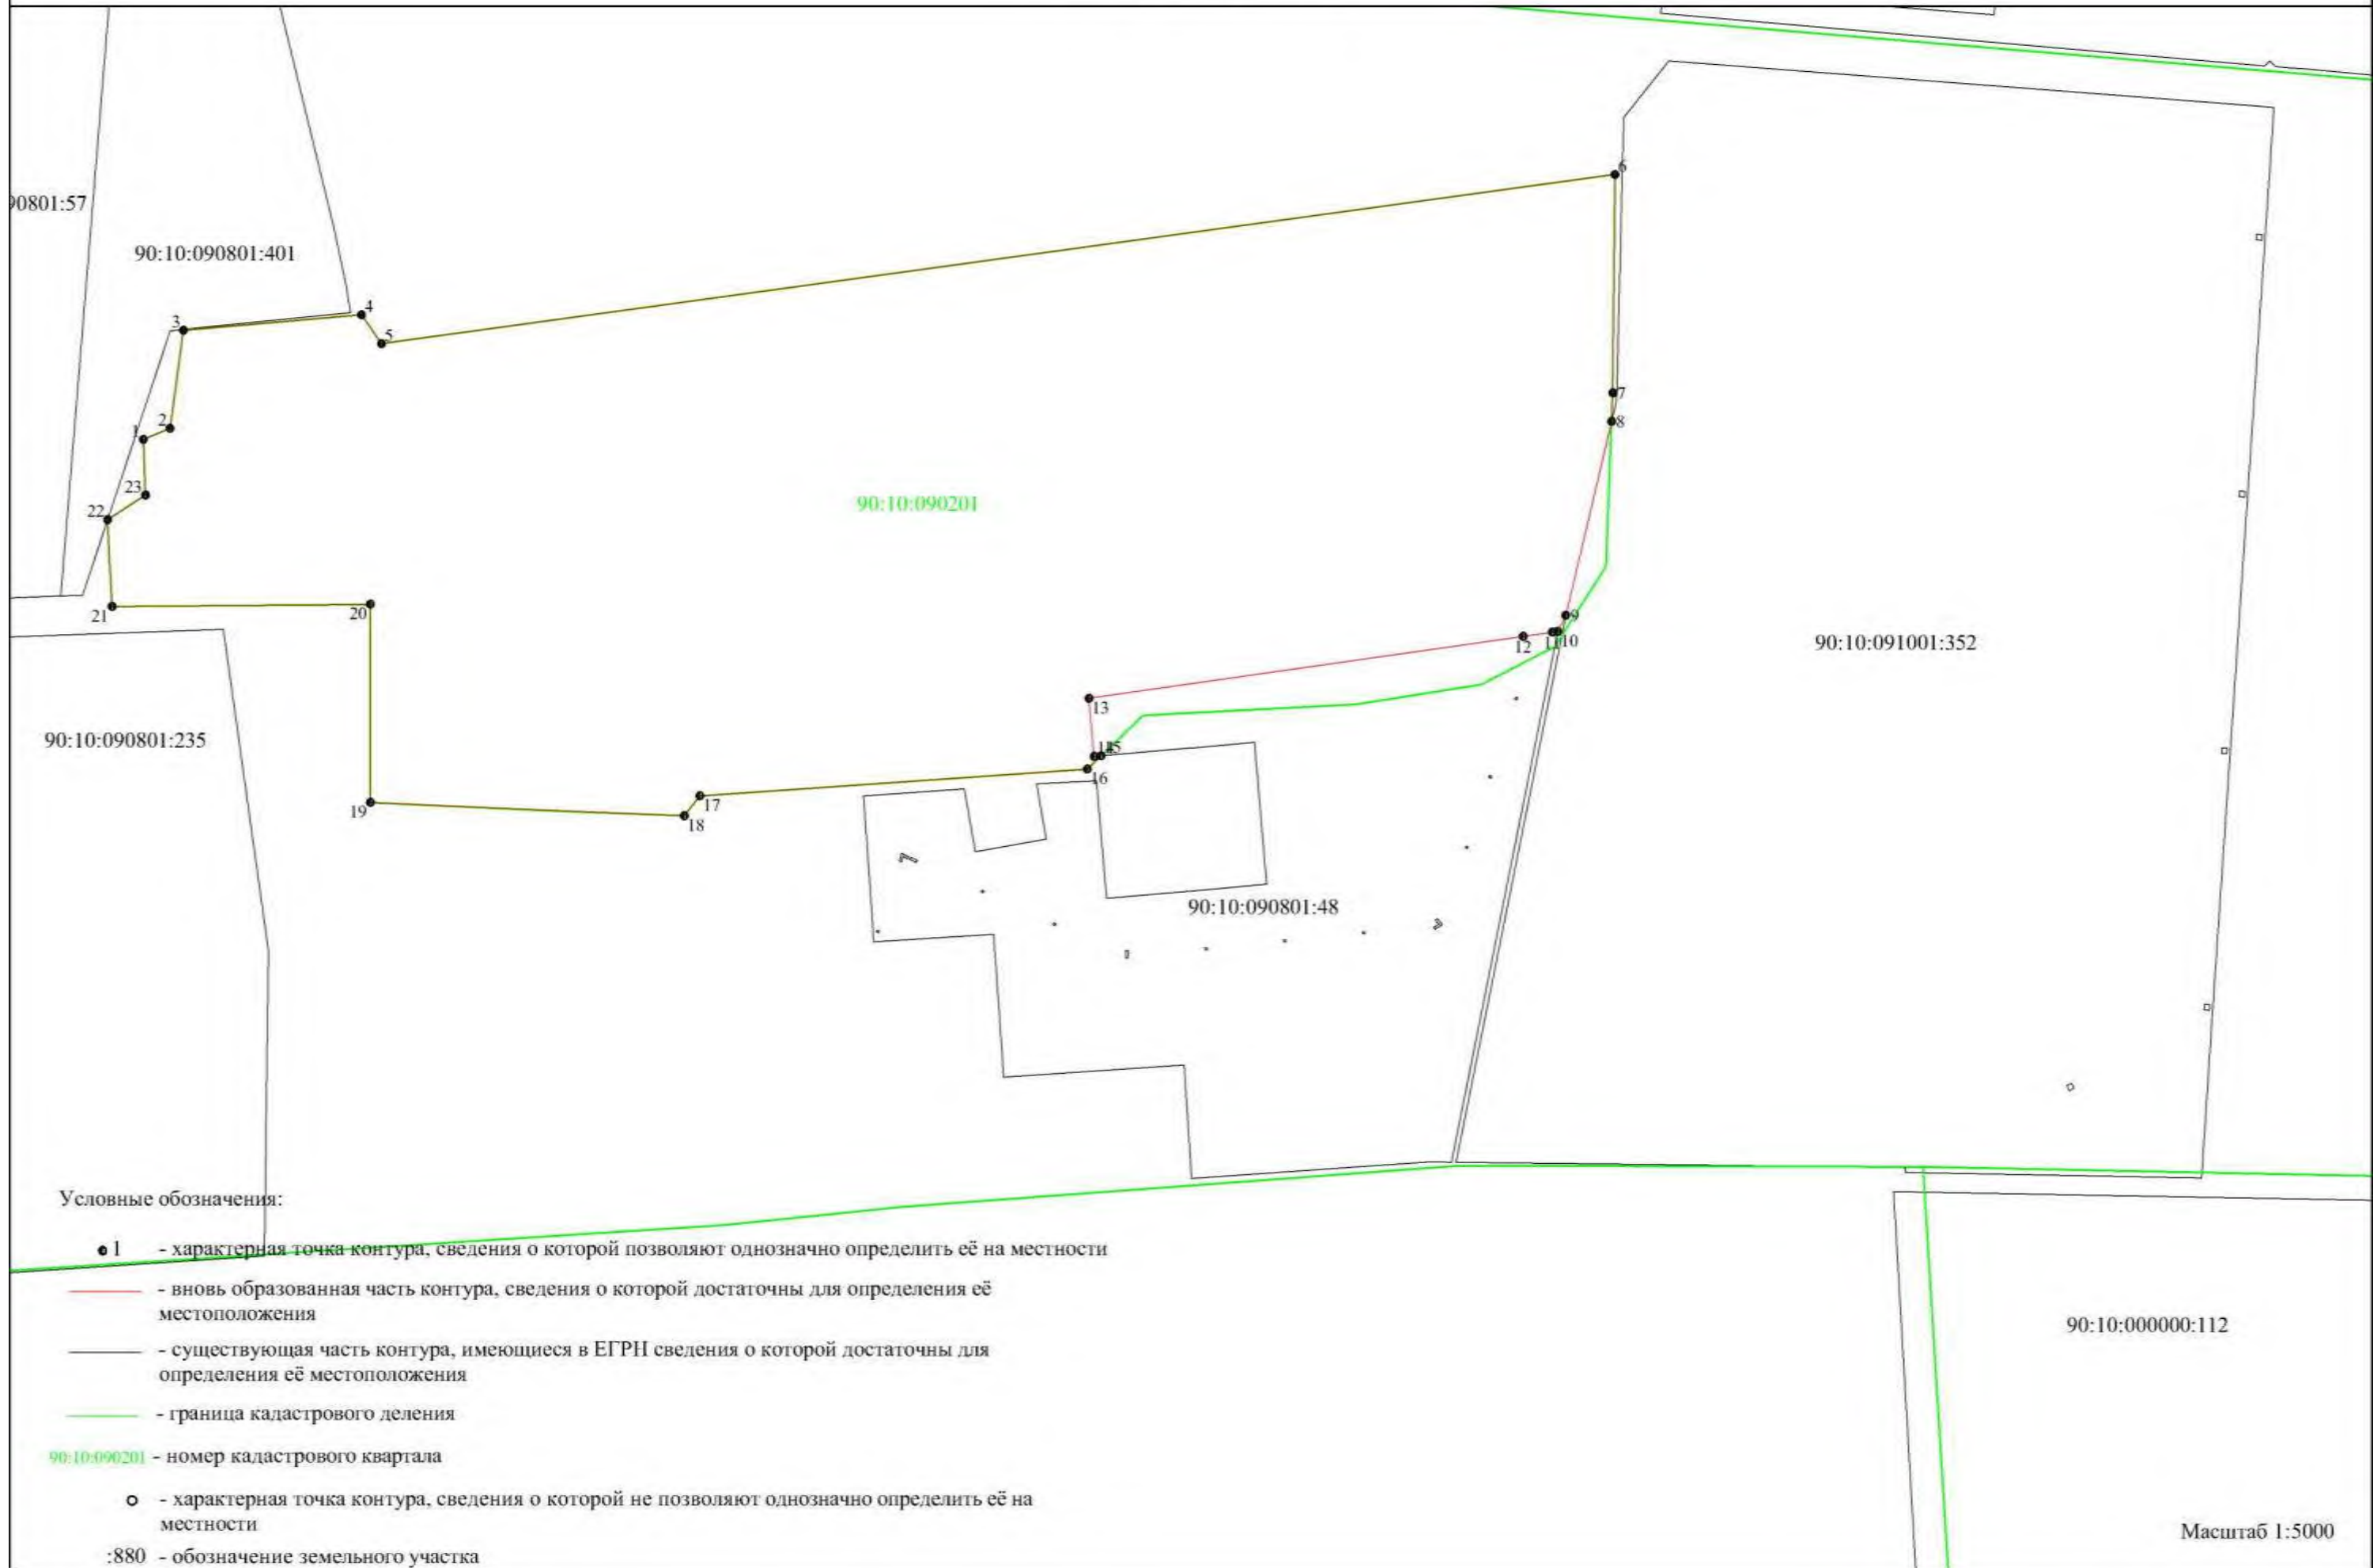 90801:57
90:10:090801:401
6
4
3
5
7
2
8
1
23
90:10:090201
22
9
21
20
12
11
10
90:10:091001:352
13
90:10:090801:235
14
15
16
17
19
18
90:10:090801:48
Условные обозначения:
1 - характерная точка контура, сведения о которой позволяют однозначно определить её на местности
- вновь образованная часть контура, сведения о которой достаточны для определения её
местоположения
- существующая часть контура, имеющиеся в ЕГРН сведения о которой достаточны для
определения её местоположения
- граница кадастрового деления
90:10:090201 - номер кадастрового квартала
- характерная точка контура, сведения о которой не позволяют однозначно определить её на
местности
:880 - обозначение земельного участка
90:10:000000:112
Масштаб 1:5000